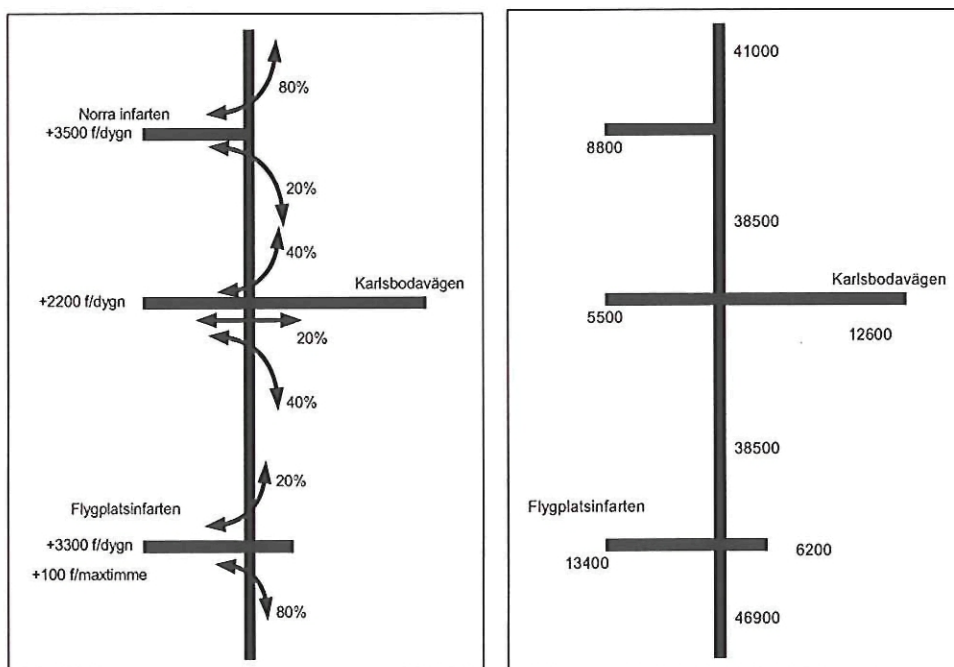 80%
Norra infarten
+3500 f/dygn
20%
40%
Karlsbodavägen
+2200 f/dygn
20%
40%
20%
Flygplatsinfarten
+3300 f/dygn
+100 f/maxtimme
80%
41000
8800
38500
Karlsbodavägen
5500
12600
38500
Flygplatsinfarten
13400
6200
46900